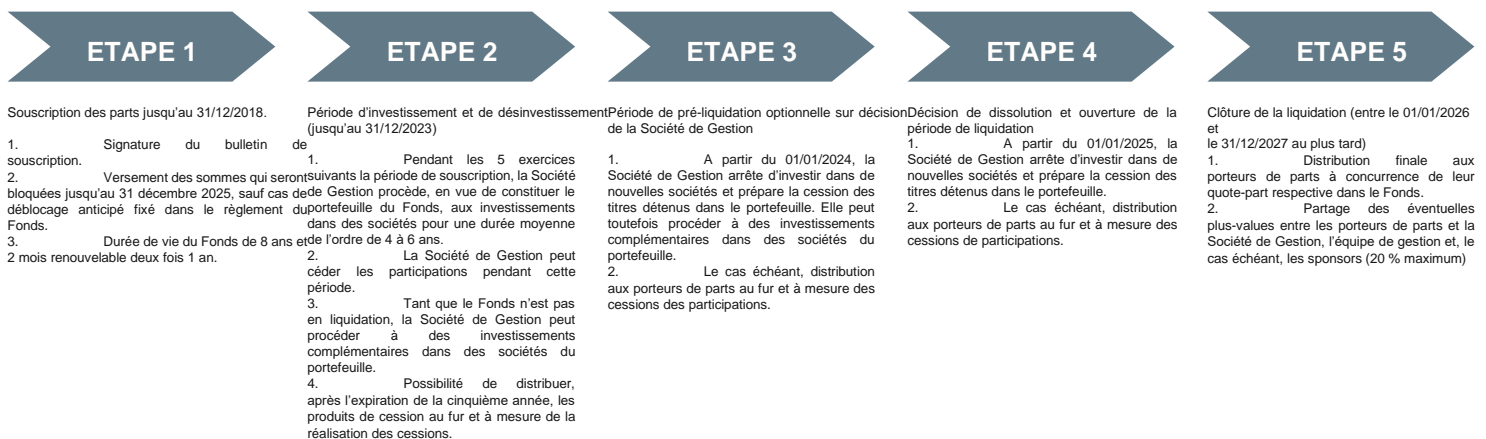 ETAPE 1
Souscription des parts jusqu’au 31/12/2018.
1. Signature du bulletin de
souscription.
2. Versement des sommes qui seront
bloquées jusqu’au 31 décembre 2025, sauf cas de
déblocage anticipé fixé dans le règlement du
Fonds.
3. Durée de vie du Fonds de 8 ans et
2 mois renouvelable deux fois 1 an.
ETAPE 2
Période d’investissement et de désinvestissement
(jusqu’au 31/12/2023)
1. Pendant les 5 exercices
suivants la période de souscription, la Société
de Gestion procède, en vue de constituer le
portefeuille du Fonds, aux investissements
dans des sociétés pour une durée moyenne
de l’ordre de 4 à 6 ans.
2. La Société de Gestion peut
céder les participations pendant cette
période.
3. Tant que le Fonds n’est pas
en liquidation, la Société de Gestion peut
procéder à des investissements
complémentaires dans des sociétés du
portefeuille.
4. Possibilité de distribuer,
après l’expiration de la cinquième année, les
produits de cession au fur et à mesure de la
réalisation des cessions.
ETAPE 3
Période de pré-liquidation optionnelle sur décision
de la Société de Gestion
1. A partir du 01/01/2024, la
Société de Gestion arrête d’investir dans de
nouvelles sociétés et prépare la cession des
titres détenus dans le portefeuille. Elle peut
toutefois procéder à des investissements
complémentaires dans des sociétés du
portefeuille.
2. Le cas échéant, distribution
aux porteurs de parts au fur et à mesure des
cessions des participations.
ETAPE 4
Décision de dissolution et ouverture de la
période de liquidation
1. A partir du 01/01/2025, la
Société de Gestion arrête d’investir dans de
nouvelles sociétés et prépare la cession des
titres détenus dans le portefeuille.
2. Le cas échéant, distribution
aux porteurs de parts au fur et à mesure des
cessions de participations.
ETAPE 5
Clôture de la liquidation (entre le 01/01/2026
et
le 31/12/2027 au plus tard)
1. Distribution finale aux
porteurs de parts à concurrence de leur
quote-part respective dans le Fonds.
2. Partage des éventuelles
plus-values entre les porteurs de parts et la
Société de Gestion, l’équipe de gestion et, le
cas échéant, les sponsors (20 % maximum)